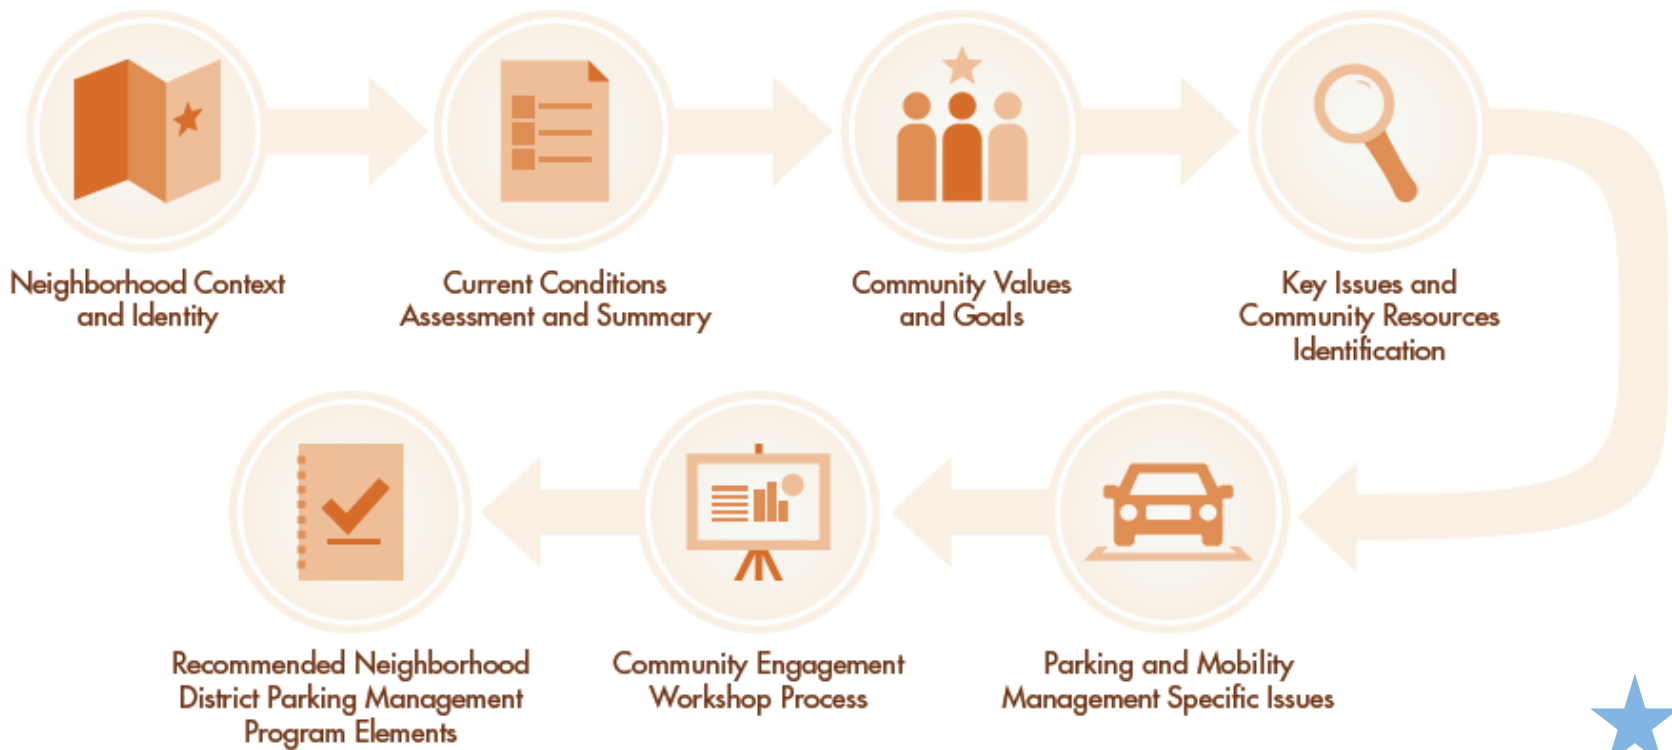 Neighborhood Context
and Identity
Current Conditions
Assessment and Summary
Community Values
and Goals
Key Issues and
Community Resources
Identification
Parking and Mobility
Management Specific Issues
Community Engagement
Workshop Process
Recommended Neighborhood
District Parking Management
Program Elements